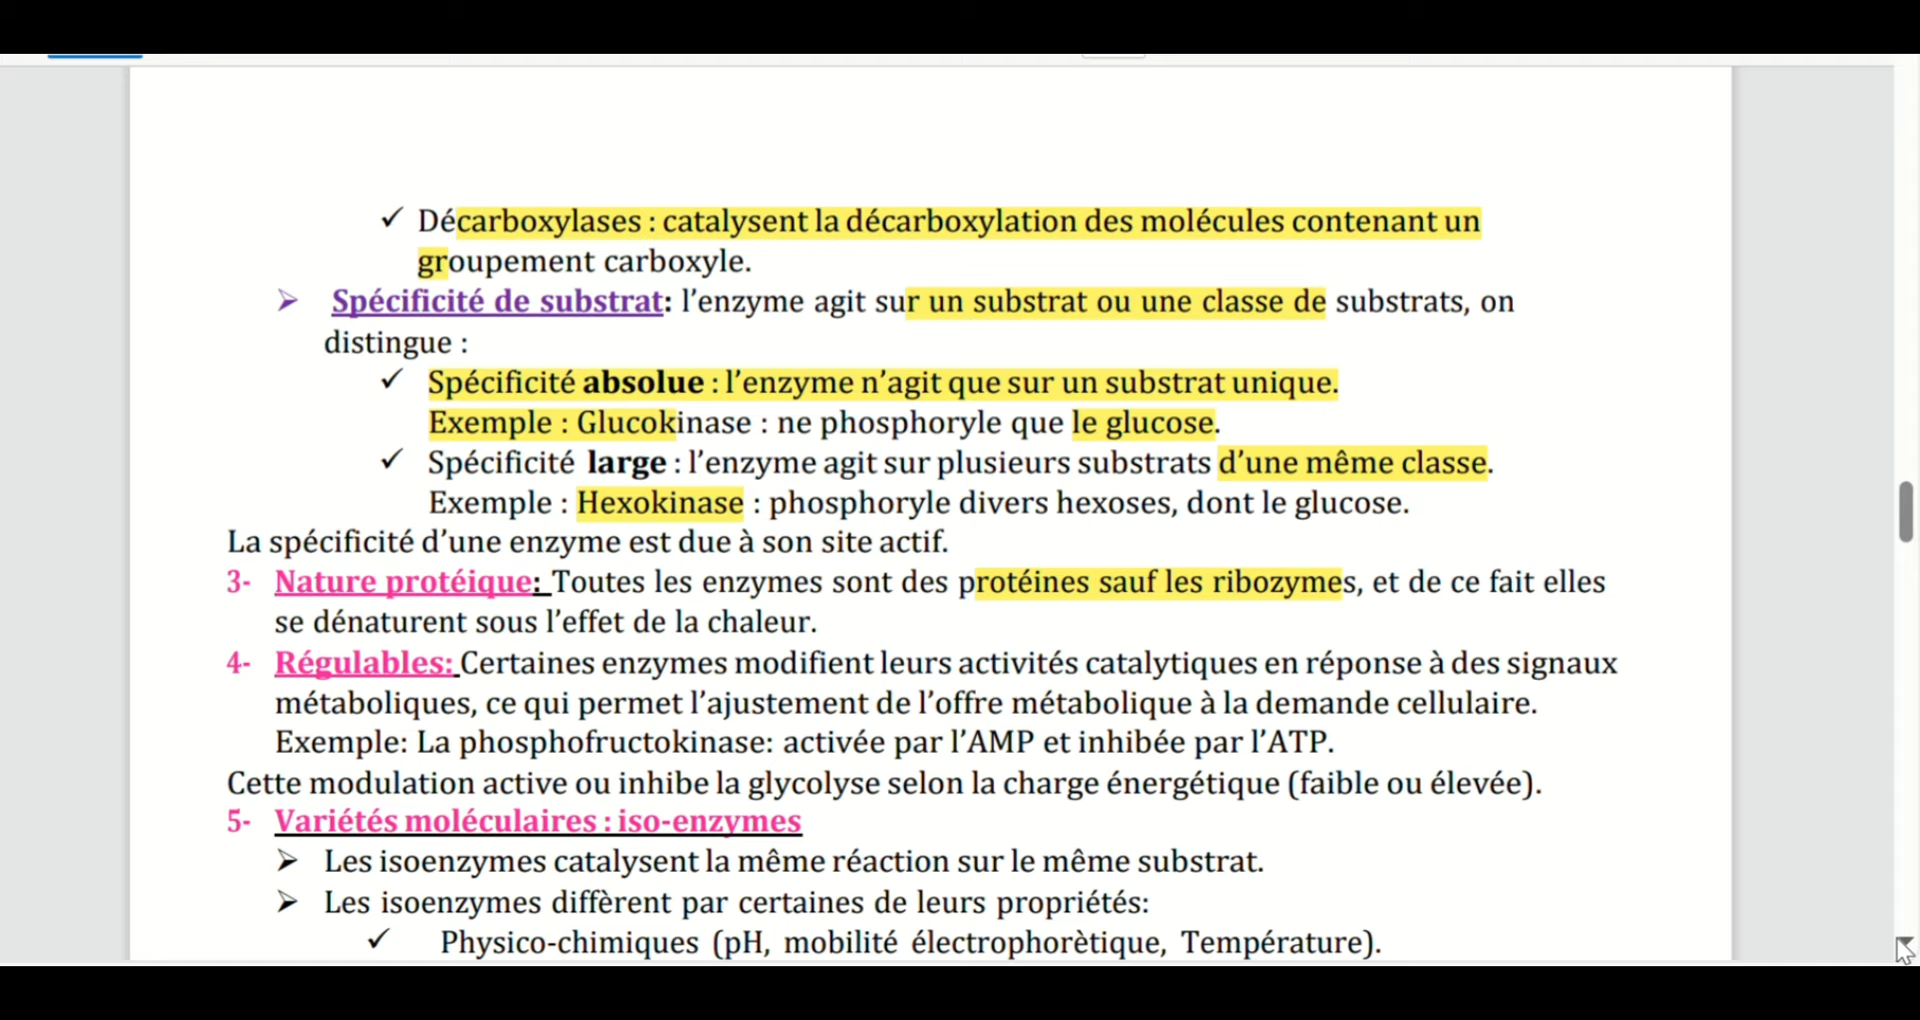 ✓ Décarboxylases : catalysent la décarboxylation des molécules contenant un
groupement carboxyle.
➢ Spécificité de substrat: l’enzyme agit sur un substrat ou une classe de substrats, on
distingue :
✓ Spécificité absolue : l’enzyme n’agit que sur un substrat unique.
Exemple : Glucokinase : ne phosphoryle que le glucose.
✓ Spécificité large : l’enzyme agit sur plusieurs substrats d’une même classe.
Exemple : Hexokinase : phosphoryle divers hexoses, dont le glucose.
La spécificité d’une enzyme est due à son site actif.
3- Nature protéique: Toutes les enzymes sont des protéines sauf les ribozymes, et de ce fait elles
se dénaturent sous l’effet de la chaleur.
4- Régulables: Certaines enzymes modifient leurs activités catalytiques en réponse à des signaux
métaboliques, ce qui permet l’ajustement de l’offre métabolique à la demande cellulaire.
Exemple: La phosphofructokinase: activée par l’AMP et inhibée par l’ATP.
Cette modulation active ou inhibe la glycolyse selon la charge énergétique (faible ou élevée).
5- Variétés moléculaires : iso-enzymes
➢ Les isoenzymes catalysent la même réaction sur le même substrat.
➢ Les isoenzymes diffèrent par certaines de leurs propriétés:
✓ Physico-chimiques (pH, mobilité électrophorètique, Température).